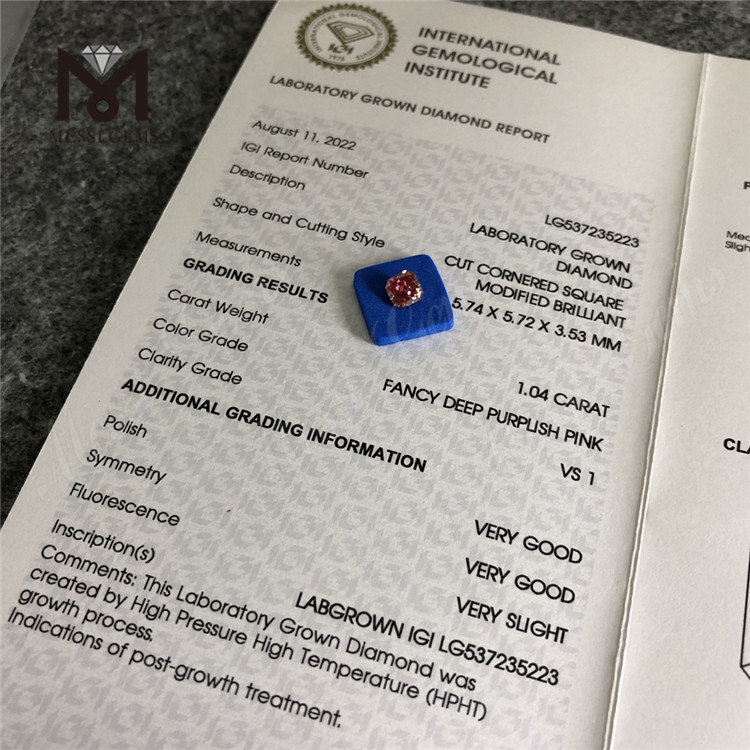 INTERNATIONAL
GEMOLOGICAL
INSTITUTE
IGI
1975
MESSI GEMS
LABORATORY GROWN DIAMOND REPORT
August 11, 2022
IGI Report Number LG537235223
Description LABORATORY GROWN
DIAMOND
Shape and Cutting Style CUT CORNERED SQUARE
MODIFIED BRILLIANT
Measurements 5.74 X 5.72 X 3.53 MM
GRADING RESULTS
Carat Weight 1.04 CARAT
Color Grade FANCY DEEP PURPLISH PINK
Clarity Grade VS 1
ADDITIONAL GRADING INFORMATION
Polish VERY GOOD
Symmetry VERY GOOD
Fluorescence VERY SLIGHT
Inscription(s) LABGROWN IGI LG537235223
Comments: This Laboratory Grown Diamond was
created by High Pressure High Temperature (HPHT)
growth process.
Indications of post-growth treatment.